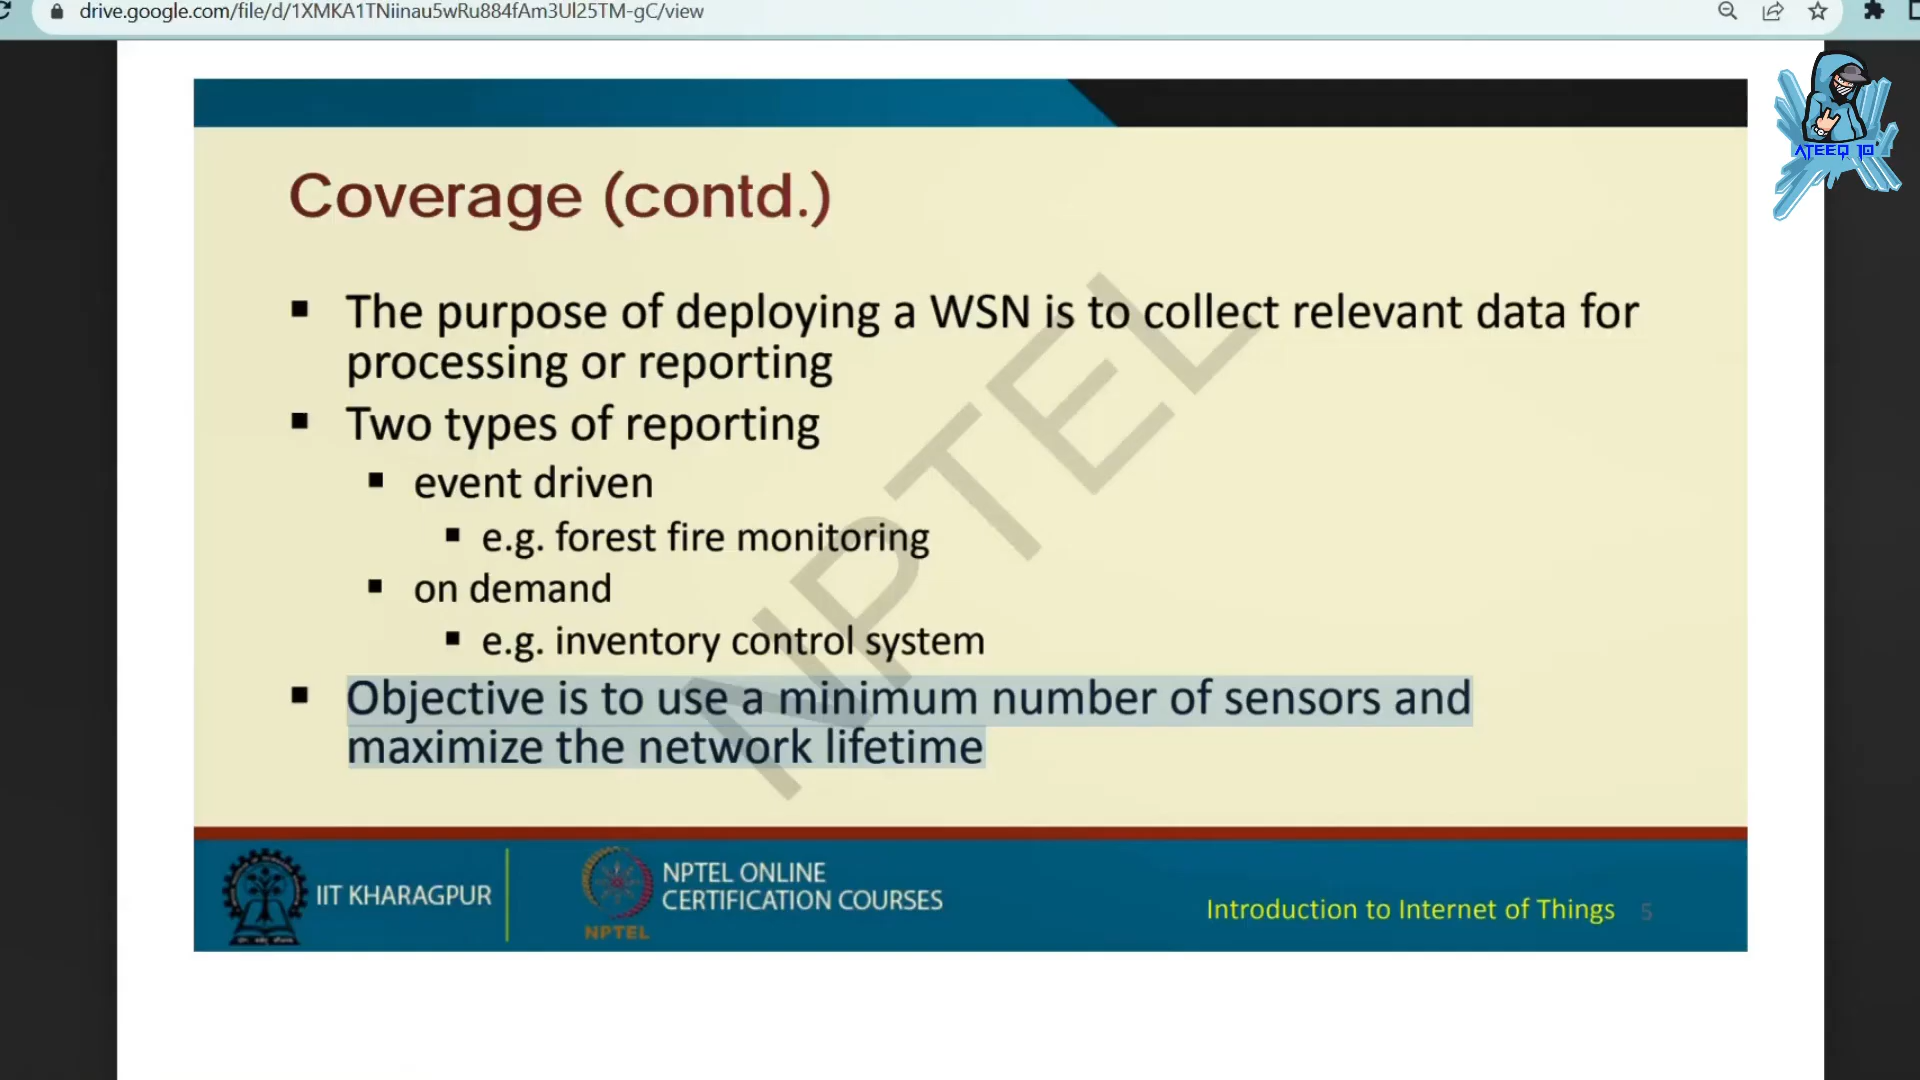 drive.google.com/file/d/1XMKA1TNiinau5wRu884fAm3Ul25TM-gC/view
ATEEQ 10
Coverage (contd.)
The purpose of deploying a WSN is to collect relevant data for
processing or reporting
Two types of reporting
event driven
e.g. forest fire monitoring
on demand
e.g. inventory control system
Objective is to use a minimum number of sensors and
maximize the network lifetime
NPTEL
IIT KHARAGPUR
NPTEL
NPTEL ONLINE
CERTIFICATION COURSES
Introduction to Internet of Things 5